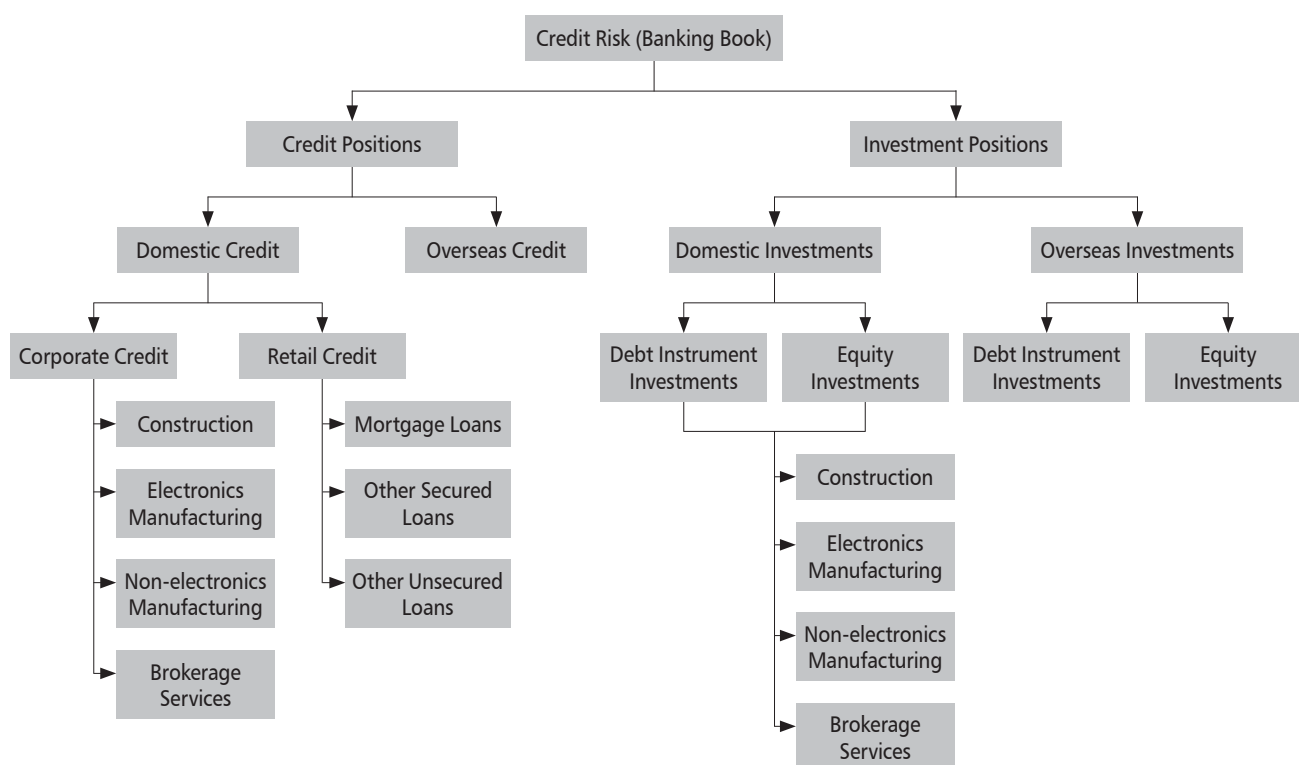 Credit Risk (Banking Book)
Credit Positions
Investment Positions
Domestic Credit
Overseas Credit
Domestic Investments
Overseas Investments
Corporate Credit
Retail Credit
Debt Instrument
Investments
Equity
Investments
Debt Instrument
Investments
Equity
Investments
Construction
Electronics
Manufacturing
Non-electronics
Manufacturing
Brokerage
Services
Mortgage Loans
Other Secured
Loans
Other Unsecured
Loans
Construction
Electronics
Manufacturing
Non-electronics
Manufacturing
Brokerage
Services